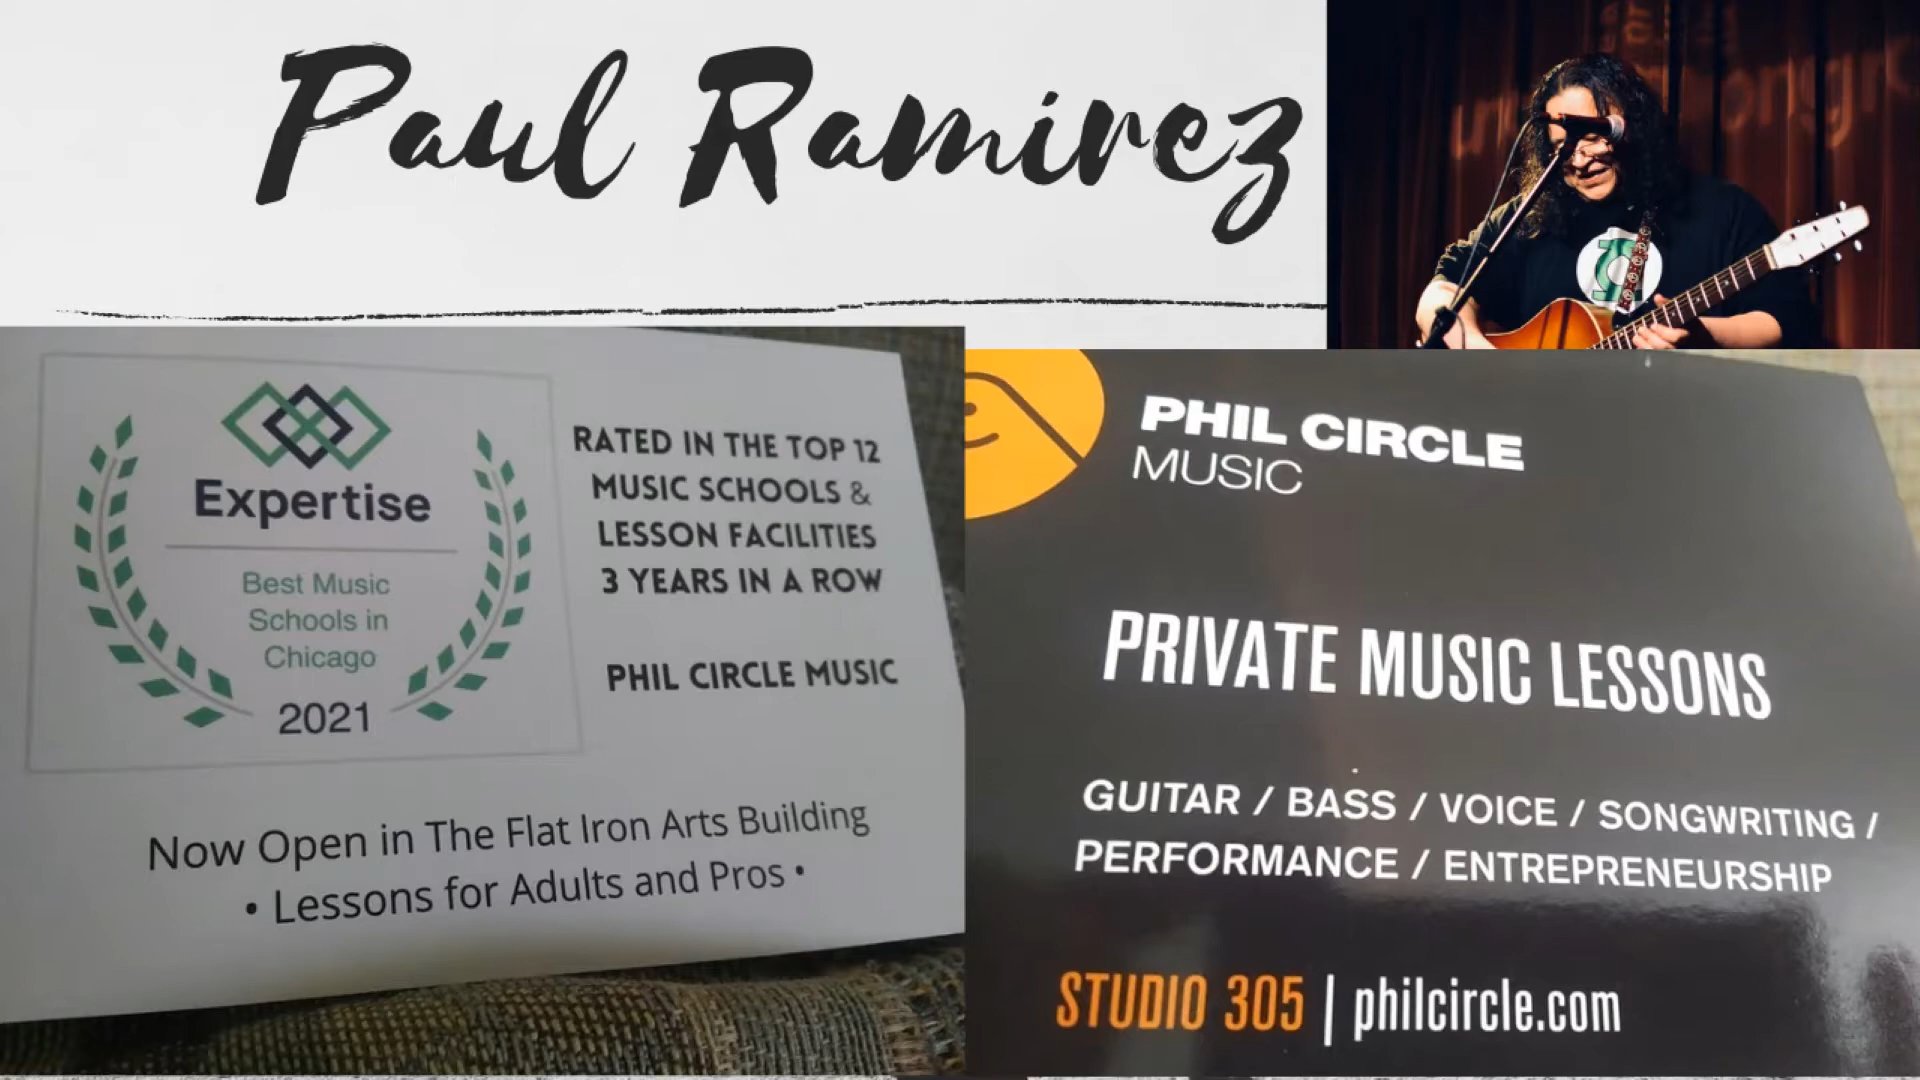 Paul Ramirez
Expertise
Best Music
Schools in
Chicago
2021
RATED IN THE TOP 12
MUSIC SCHOOLS &
LESSON FACILITIES
3 YEARS IN A ROW
PHIL CIRCLE MUSIC
Now Open in The Flat Iron Arts Building
• Lessons for Adults and Pros •
PHIL CIRCLE
MUSIC
PRIVATE MUSIC LESSONS
GUITAR / BASS / VOICE / SONGWRITING /
PERFORMANCE / ENTREPRENEURSHIP
STUDIO 305 | philcircle.com